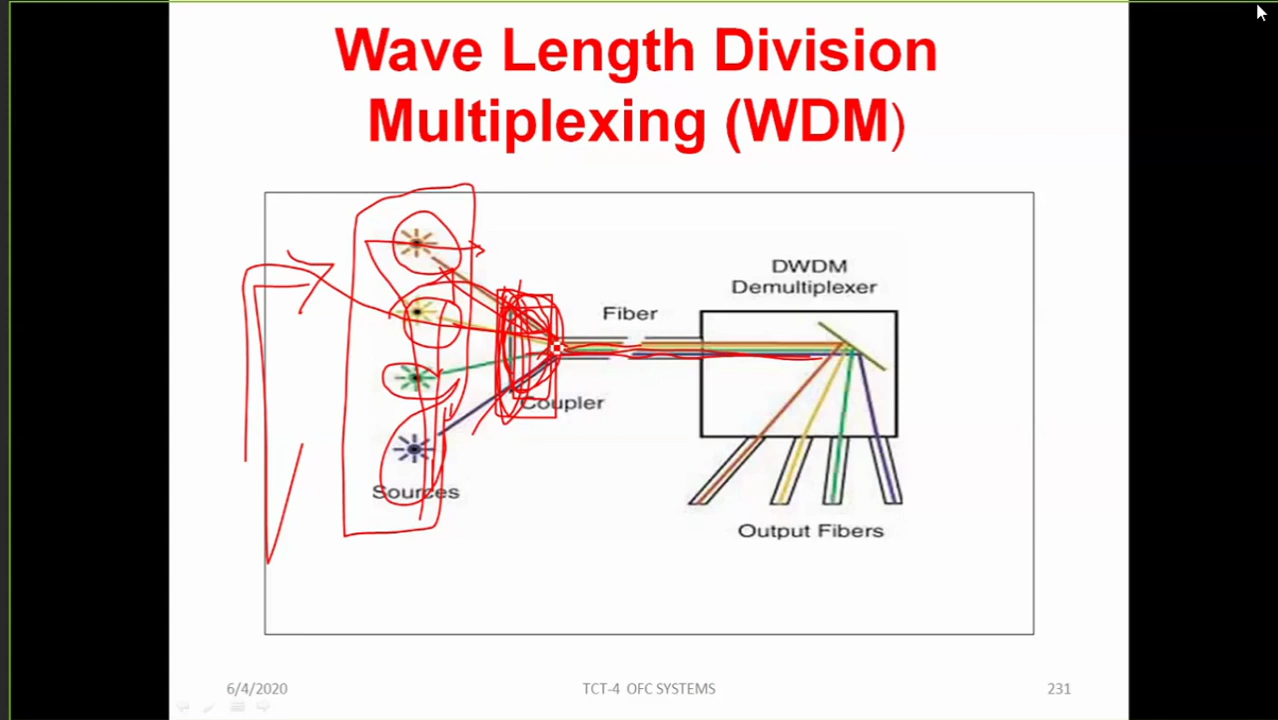 Wave Length Division
Multiplexing (WDM)
DWDM
Demultiplexer
Fiber
Coupler
Sources
Output Fibers
6/4/2020
TCT-4 OFC SYSTEMS
231